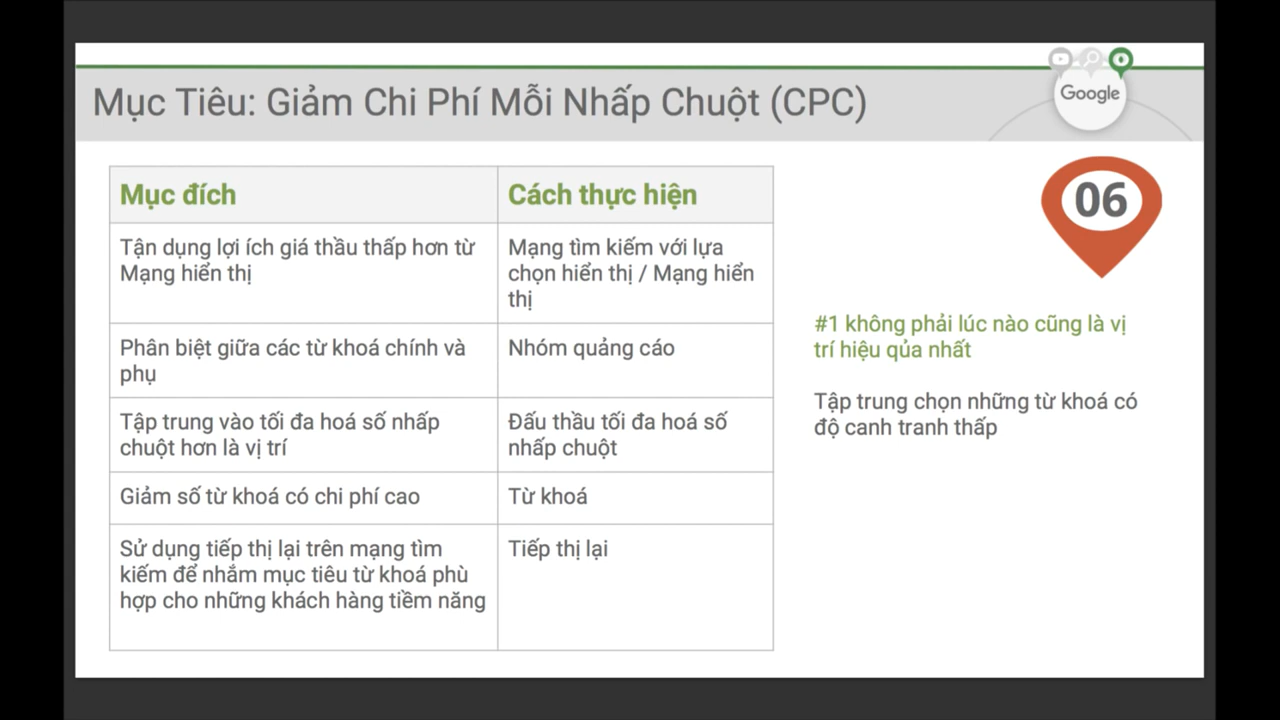 Mục Tiêu: Giảm Chi Phí Mỗi Nhấp Chuột (CPC)
Google
06
Mục đích
Cách thực hiện
Tận dụng lợi ích giá thầu thấp hơn từ
Mạng hiển thị
Mạng tìm kiếm với lựa
chọn hiển thị / Mạng hiển
thị
Phân biệt giữa các từ khoá chính và
phụ
Nhóm quảng cáo
Tập trung vào tối đa hoá số nhấp
chuột hơn là vị trí
Đấu thầu tối đa hoá số
nhấp chuột
Giảm số từ khoá có chi phí cao
Từ khoá
Sử dụng tiếp thị lại trên mạng tìm
kiếm để nhắm mục tiêu từ khoá phù
hợp cho những khách hàng tiềm năng
Tiếp thị lại
#1 không phải lúc nào cũng là vị
trí hiệu qủa nhất
Tập trung chọn những từ khoá có
độ canh tranh thấp